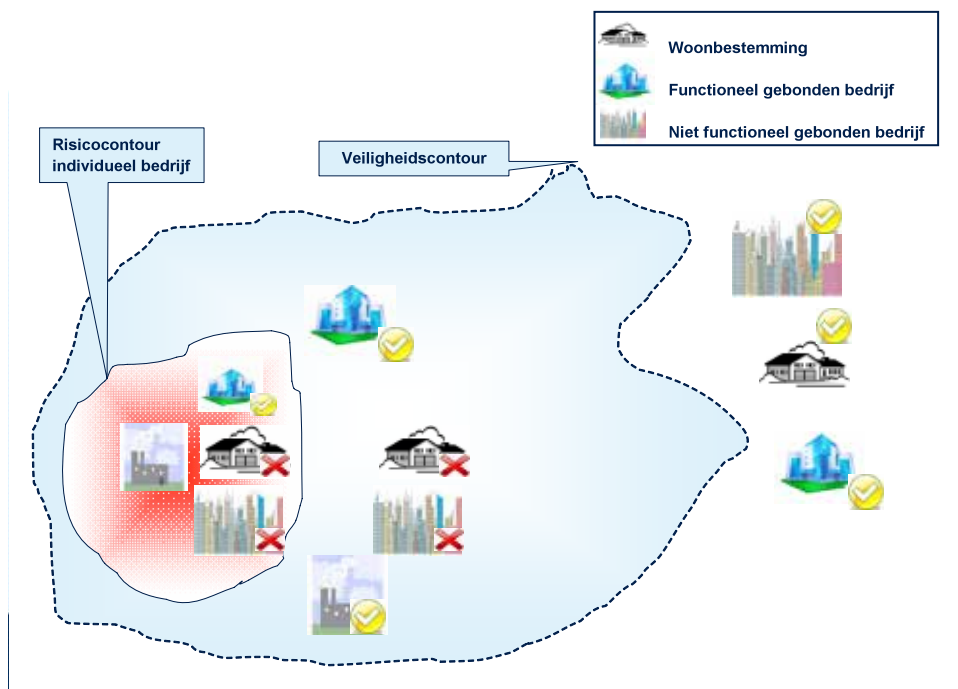 Woonbestemming
Functioneel gebonden bedrijf
Niet functioneel gebonden bedrijf
Risicocontour
individueel bedrijf
Veiligheidscontour